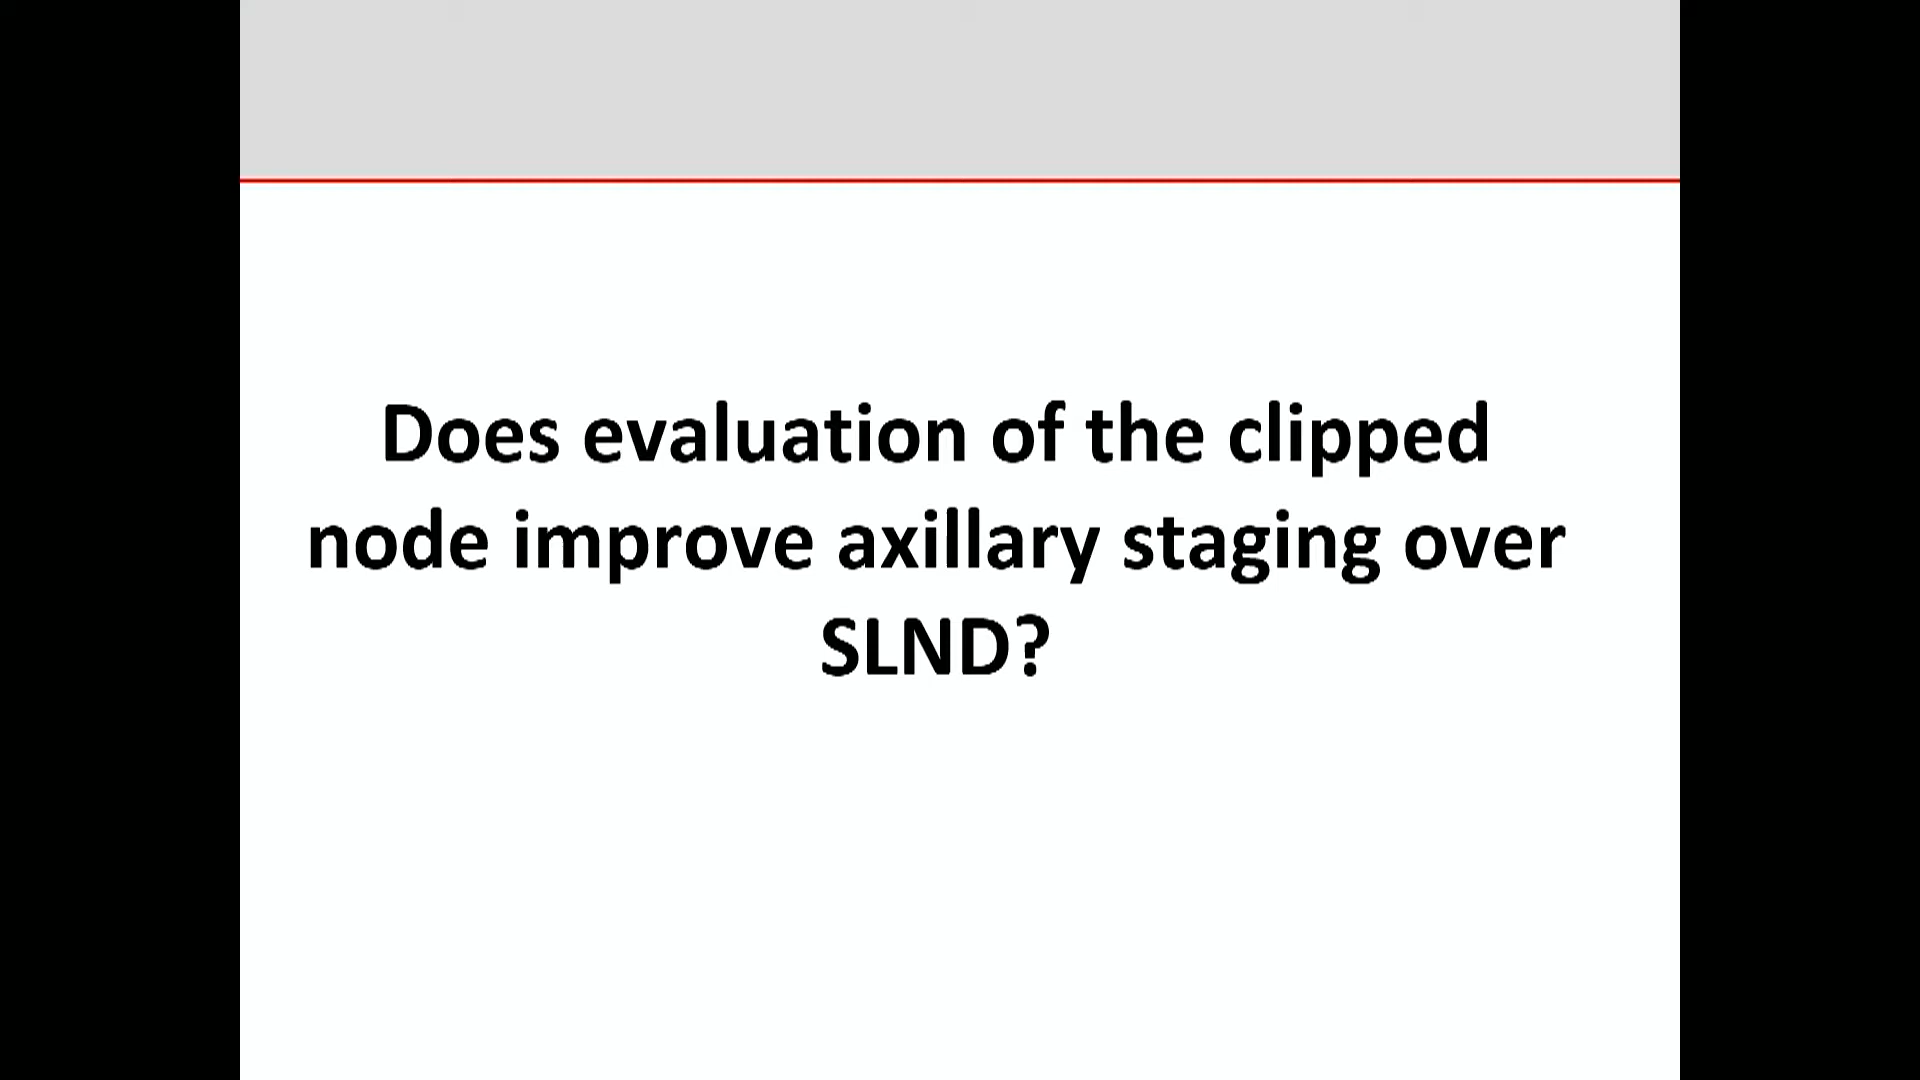 Does evaluation of the clipped
node improve axillary staging over
SLND?